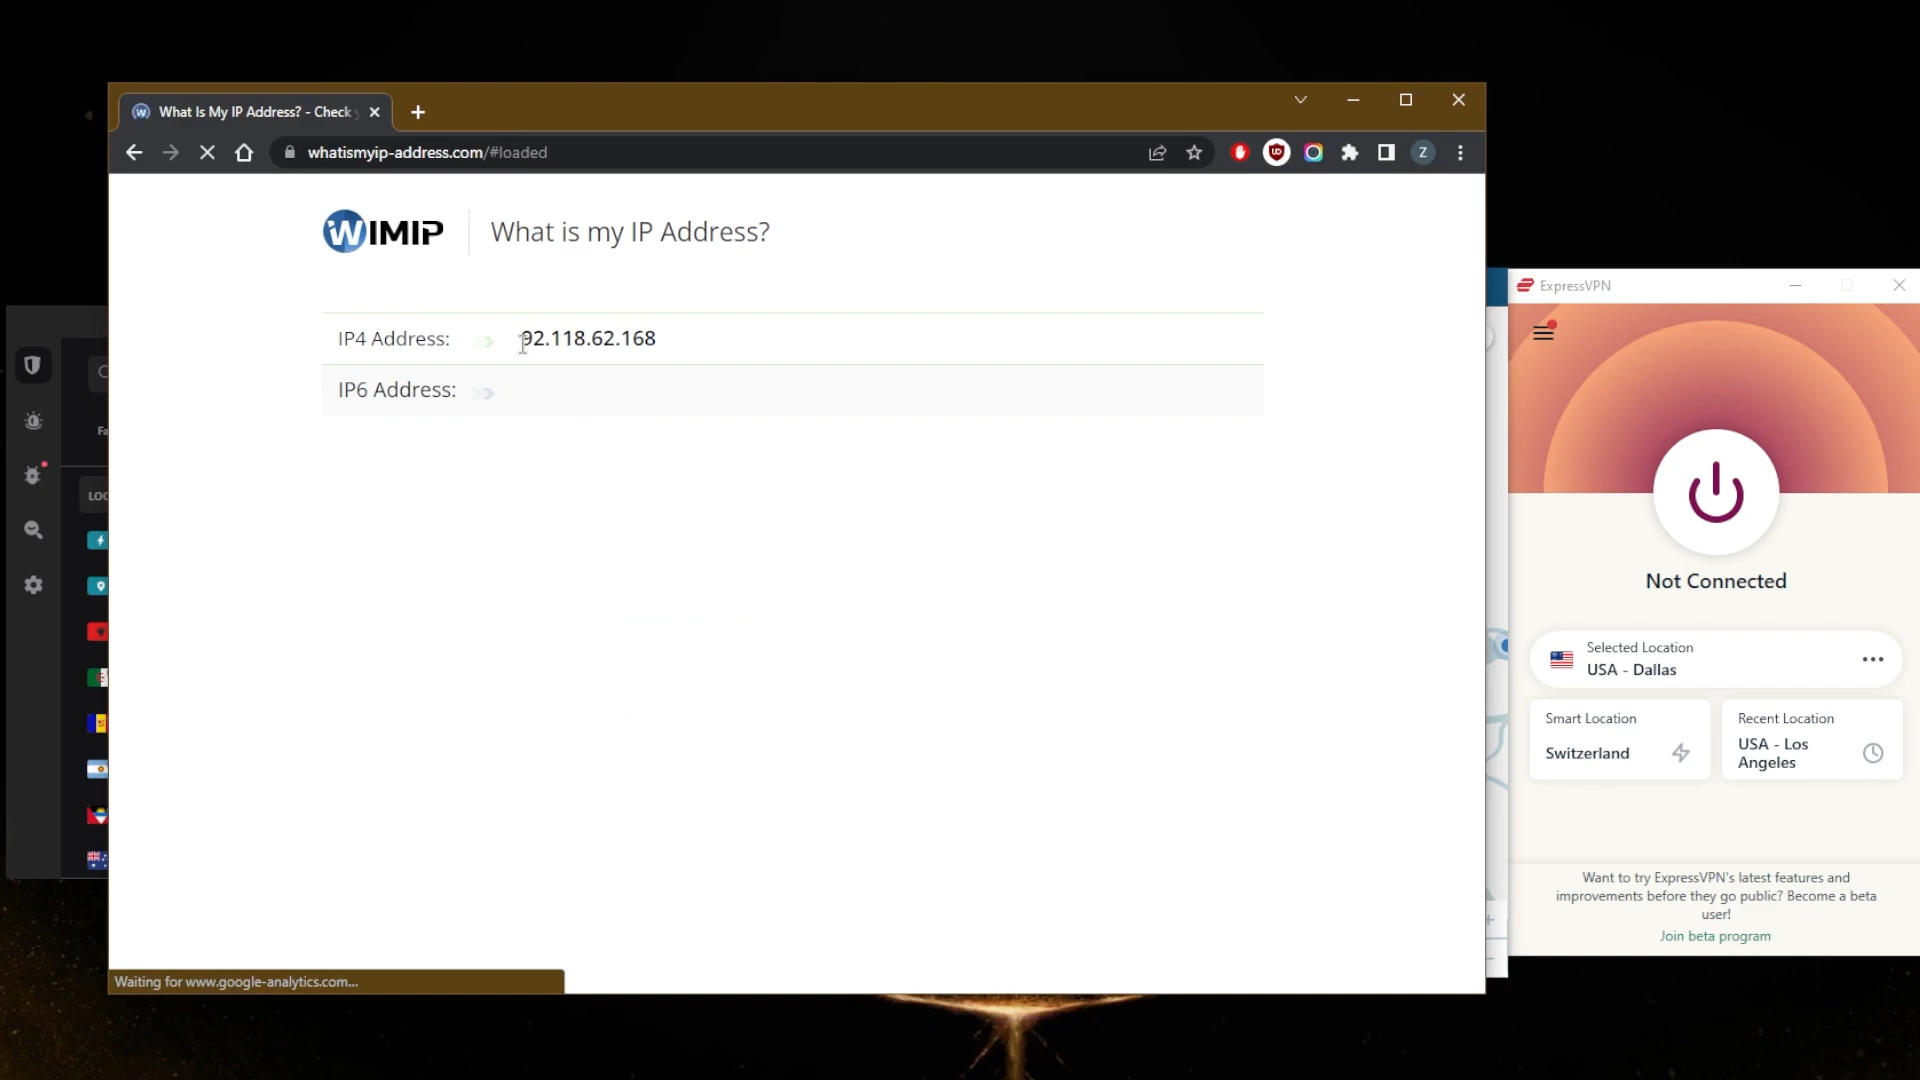 What Is My IP Address? - Check
whatismyip-address.com/#loaded
Z
WIMIP
What is my IP Address?
IP4 Address:
92.118.62.168
IP6 Address:
Waiting for www.google-analytics.com...
Fa
LOC
ExpressVPN
Not Connected
Selected Location
USA - Dallas
Smart Location
Switzerland
Recent Location
USA - Los
Angeles
Want to try ExpressVPN's latest features and
improvements before they go public? Become a beta
user!
Join beta program